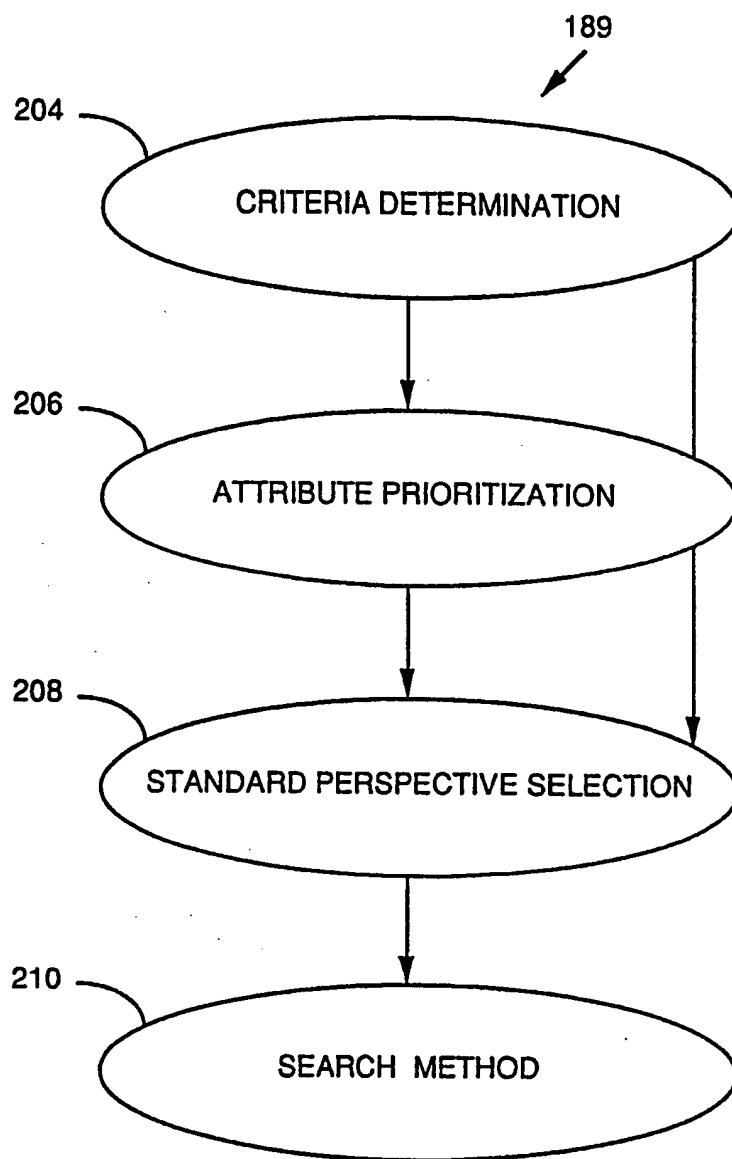 189
204
CRITERIA DETERMINATION
206
ATTRIBUTE PRIORITIZATION
208
STANDARD PERSPECTIVE SELECTION
210
SEARCH METHOD